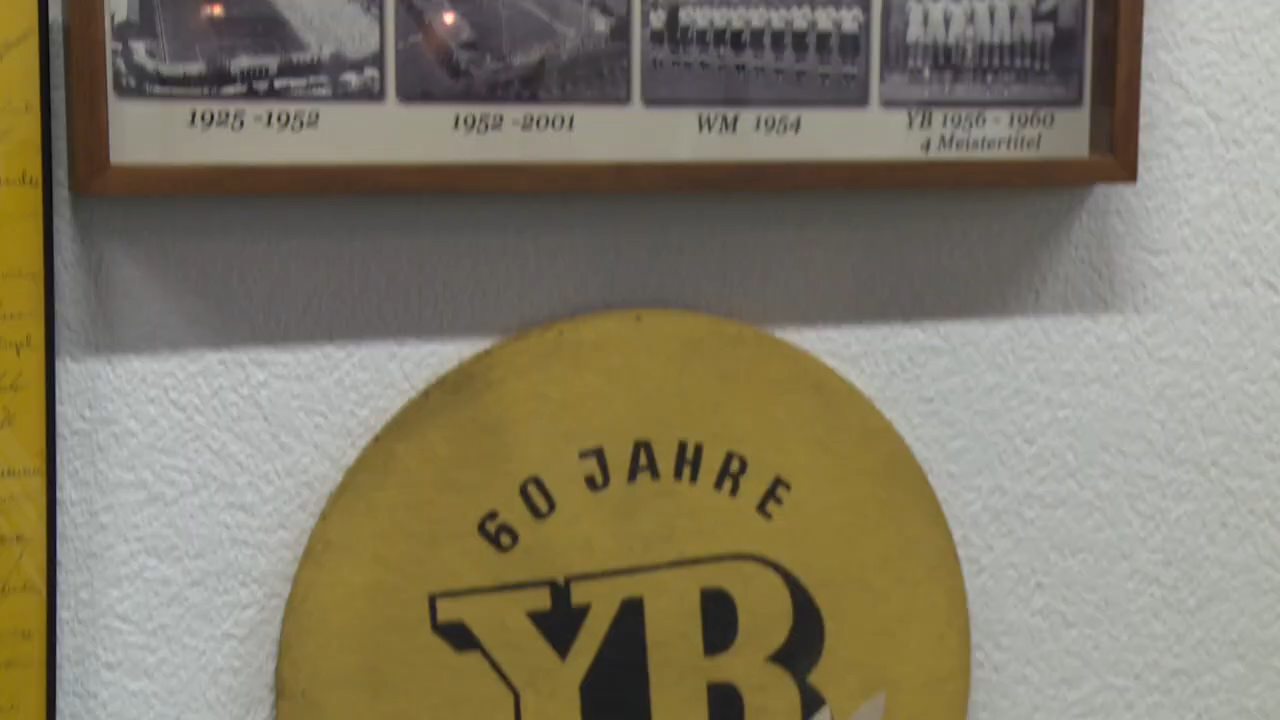 1925 - 1952
1952 - 2001
WM 1954
YB 1956 - 1960
4 Meistertitel
60 JAHRE
YB